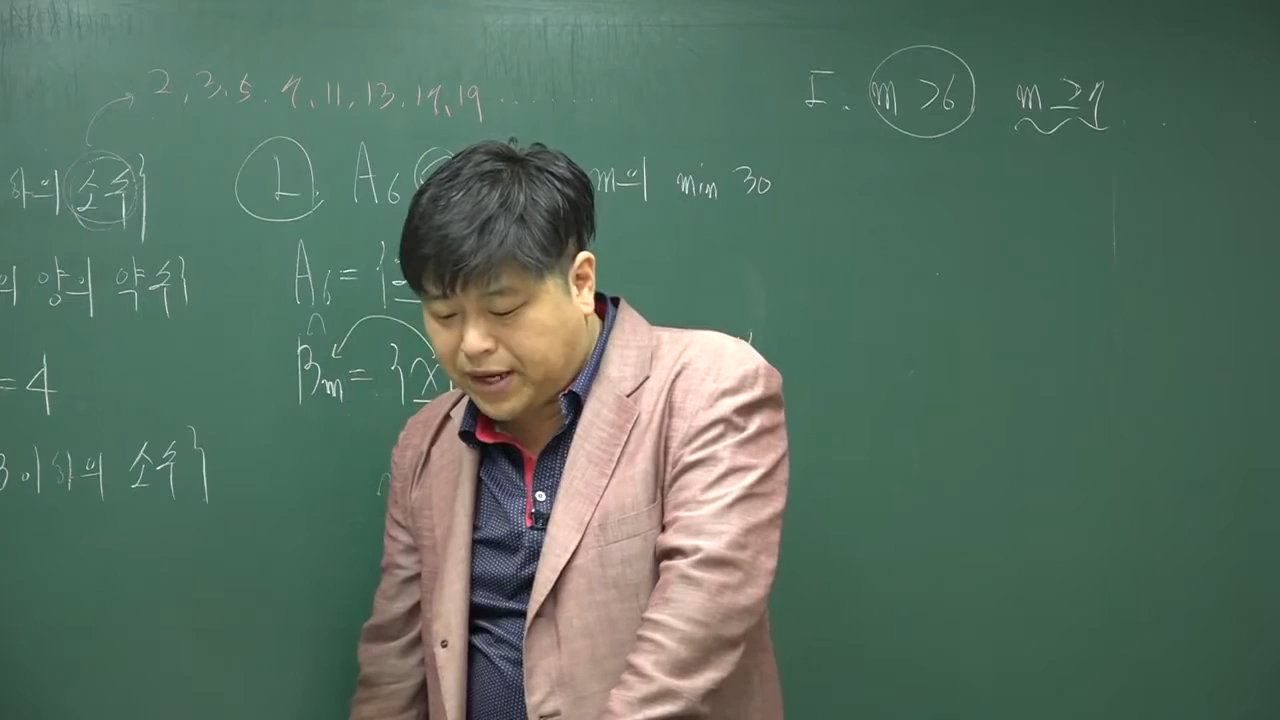 2, 3, 5, 7, 11, 13, 17, 19 ........
I. m > 6 m ≥ 7 . . .
하의 소수}
ㄴ. A₆ m의 min 30
의 양의 약수}
A₆ = {
= 4
Bₘ = {x
3이하의 소수}